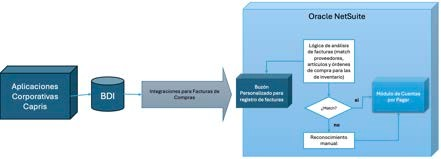 Oracle NetSuite
Aplicaciones
Corporativas
Capris
BDI
Integraciones para Facturas de
Compras
Buzón
Personalizado para
registro de facturas
Lógica de análisis
de facturas (match
proveedores,
artículos y órdenes
de compra para las
de inventario)
¿Match?
si
no
Módulo de Cuentas
por Pagar
Reconocimiento
manual